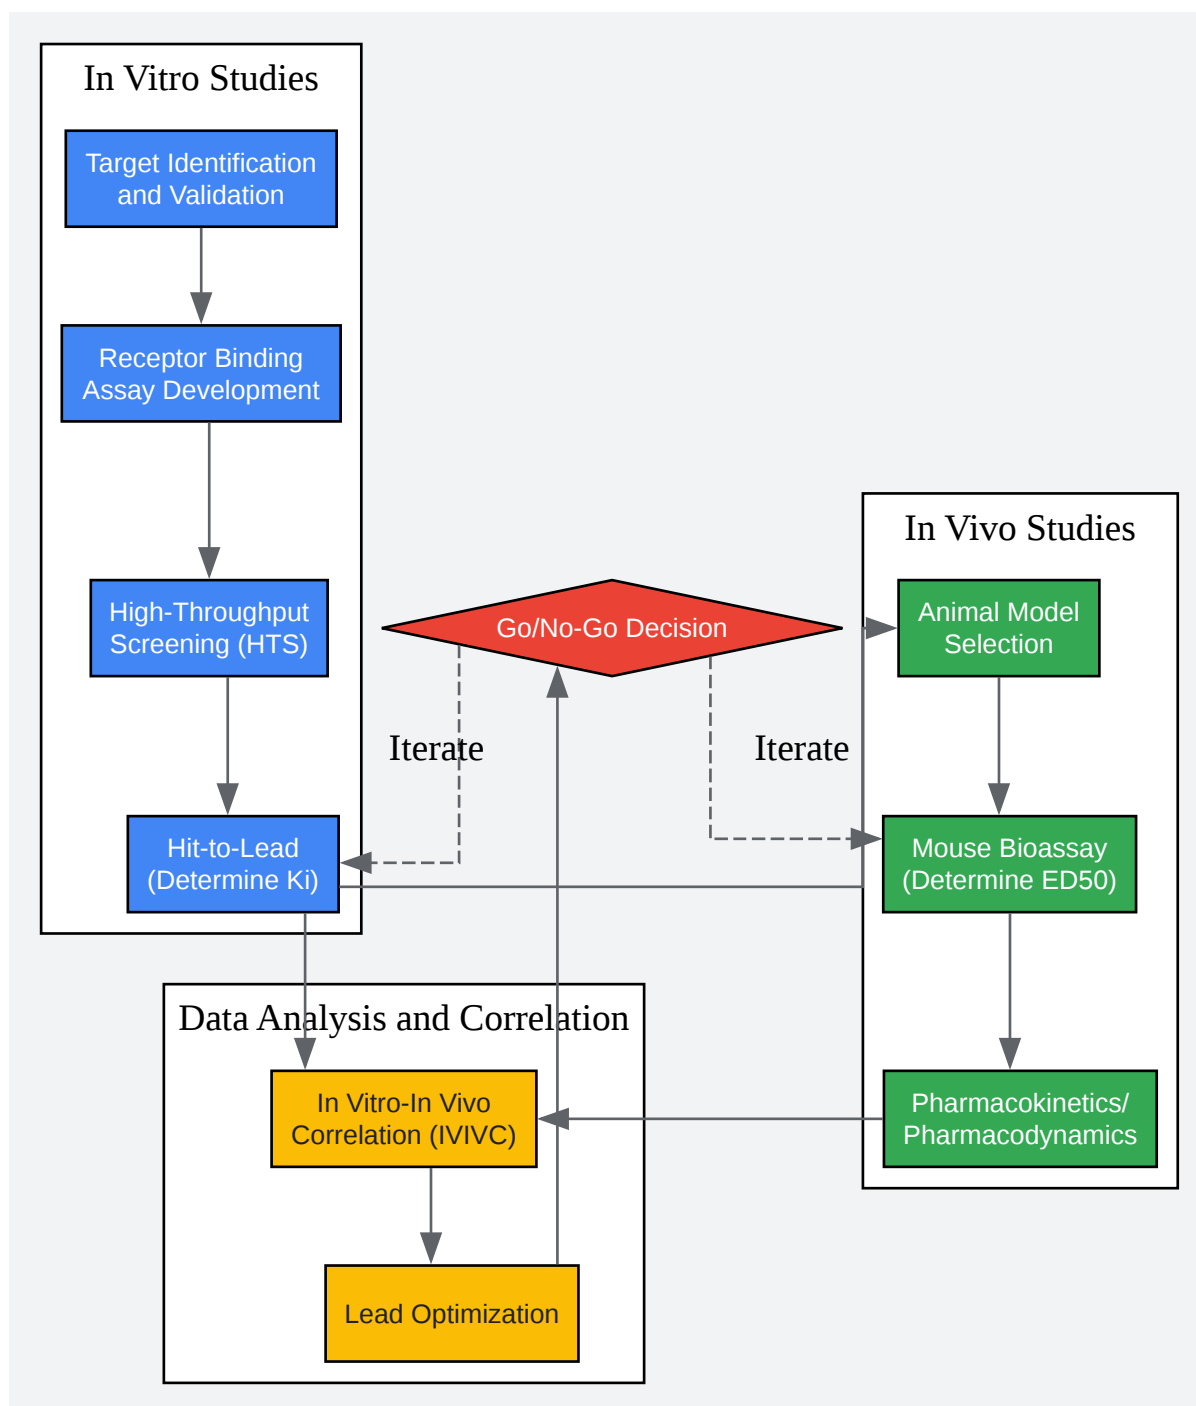 In Vitro Studies
Target Identification
and Validation
Receptor Binding
Assay Development
High-Throughput
Screening (HTS)
Hit-to-Lead
(Determine Ki)
Go/No-Go Decision
Iterate
Iterate
In Vivo Studies
Animal Model
Selection
Mouse Bioassay
(Determine ED50)
Pharmacokinetics/
Pharmacodynamics
Data Analysis and Correlation
In Vitro-In Vivo
Correlation (IVIVC)
Lead Optimization